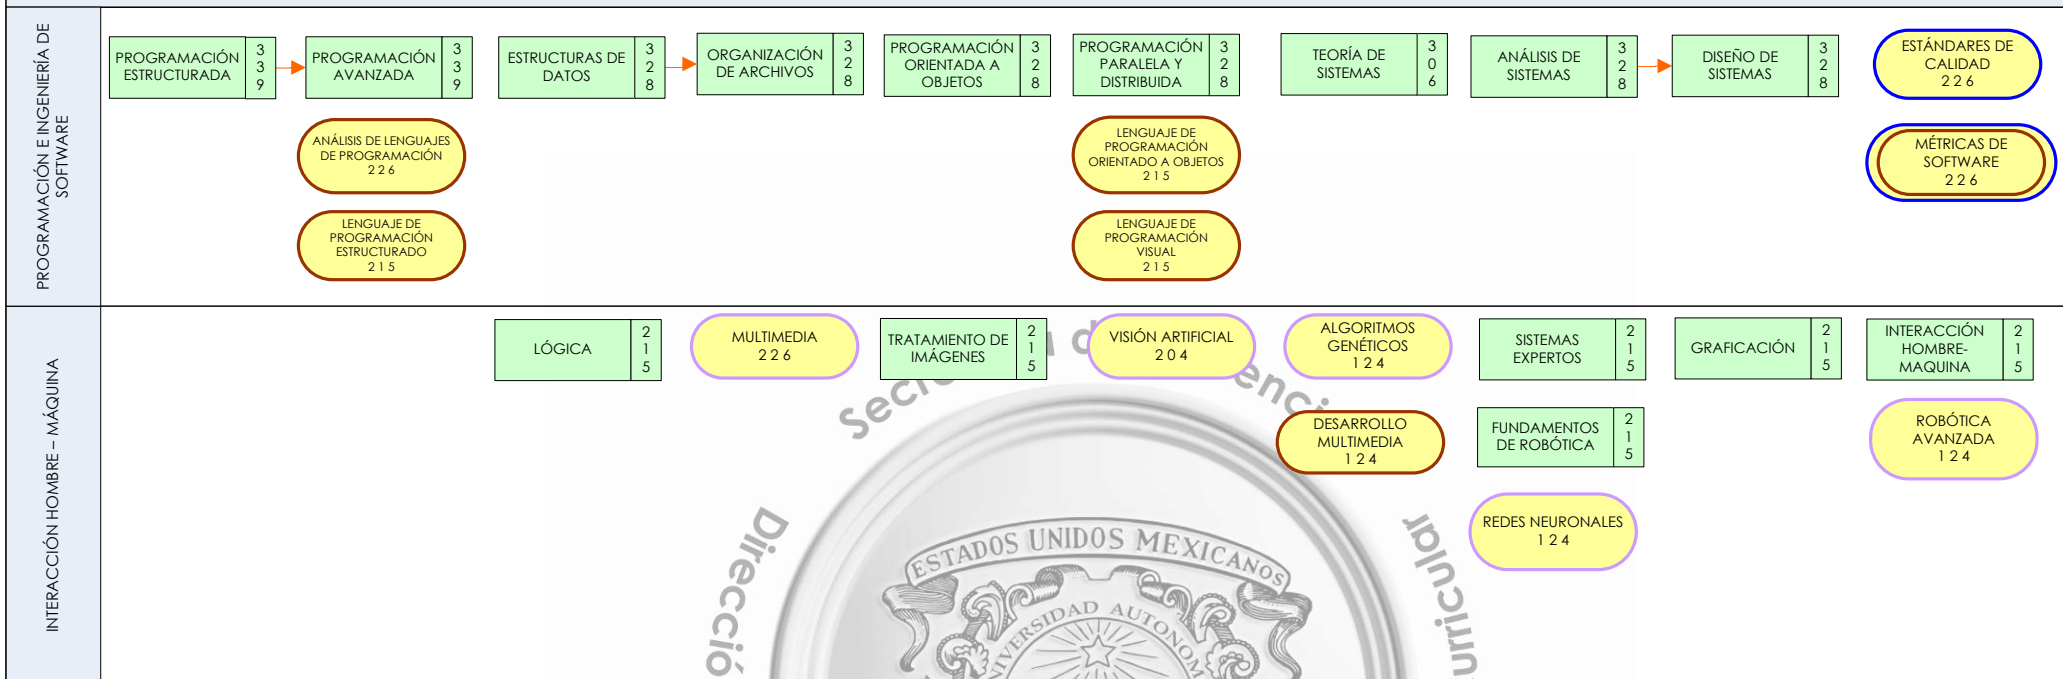 PROGRAMACIÓN E INGENIERÍA DE
SOFTWARE
PROGRAMACIÓN
ESTRUCTURADA
3
3
9
PROGRAMACIÓN
AVANZADA
3
3
9
ESTRUCTURAS DE
DATOS
3
2
8
ORGANIZACIÓN
DE ARCHIVOS
3
2
8
PROGRAMACIÓN
ORIENTADA A
OBJETOS
3
2
8
PROGRAMACIÓN
PARALELA Y
DISTRIBUIDA
3
2
8
TEORÍA DE
SISTEMAS
3
0
6
ANÁLISIS DE
SISTEMAS
3
2
8
DISEÑO DE
SISTEMAS
3
2
8
ESTÁNDARES DE
CALIDAD
2 2 6
ANÁLISIS DE LENGUAJES
DE PROGRAMACIÓN
2 2 6
LENGUAJE DE
PROGRAMACIÓN
ORIENTADO A OBJETOS
2 1 5
MÉTRICAS DE
SOFTWARE
2 2 6
LENGUAJE DE
PROGRAMACIÓN
ESTRUCTURADO
2 1 5
LENGUAJE DE
PROGRAMACIÓN
VISUAL
2 1 5
INTERACCIÓN HOMBRE – MÁQUINA
LÓGICA
2
1
5
MULTIMEDIA
2 2 6
TRATAMIENTO DE
IMÁGENES
2
1
5
VISIÓN ARTIFICIAL
2 0 4
ALGORITMOS
GENÉTICOS
1 2 4
SISTEMAS
EXPERTOS
2
1
5
GRAFICACIÓN
2
1
5
INTERACCIÓN
HOMBRE-
MAQUINA
2
1
5
DESARROLLO
MULTIMEDIA
1 2 4
FUNDAMENTOS
DE ROBÓTICA
2
1
5
ROBÓTICA
AVANZADA
1 2 4
REDES NEURONALES
1 2 4
ESTADOS UNIDOS MEXICANOS